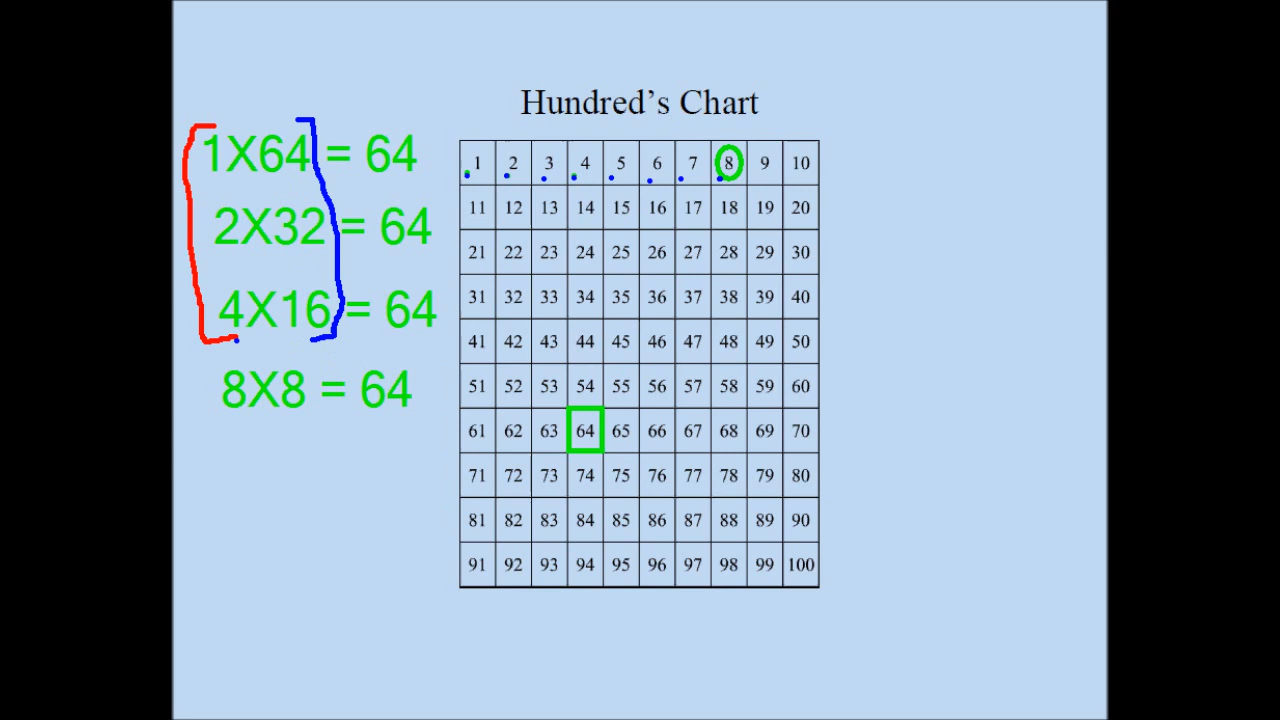 Hundred's Chart
1X64 = 64
2X32 = 64
4X16 = 64
8X8 = 64
1 2 3 4 5 6 7 8 9 10
11 12 13 14 15 16 17 18 19 20
21 22 23 24 25 26 27 28 29 30
31 32 33 34 35 36 37 38 39 40
41 42 43 44 45 46 47 48 49 50
51 52 53 54 55 56 57 58 59 60
61 62 63 64 65 66 67 68 69 70
71 72 73 74 75 76 77 78 79 80
81 82 83 84 85 86 87 88 89 90
91 92 93 94 95 96 97 98 99 100